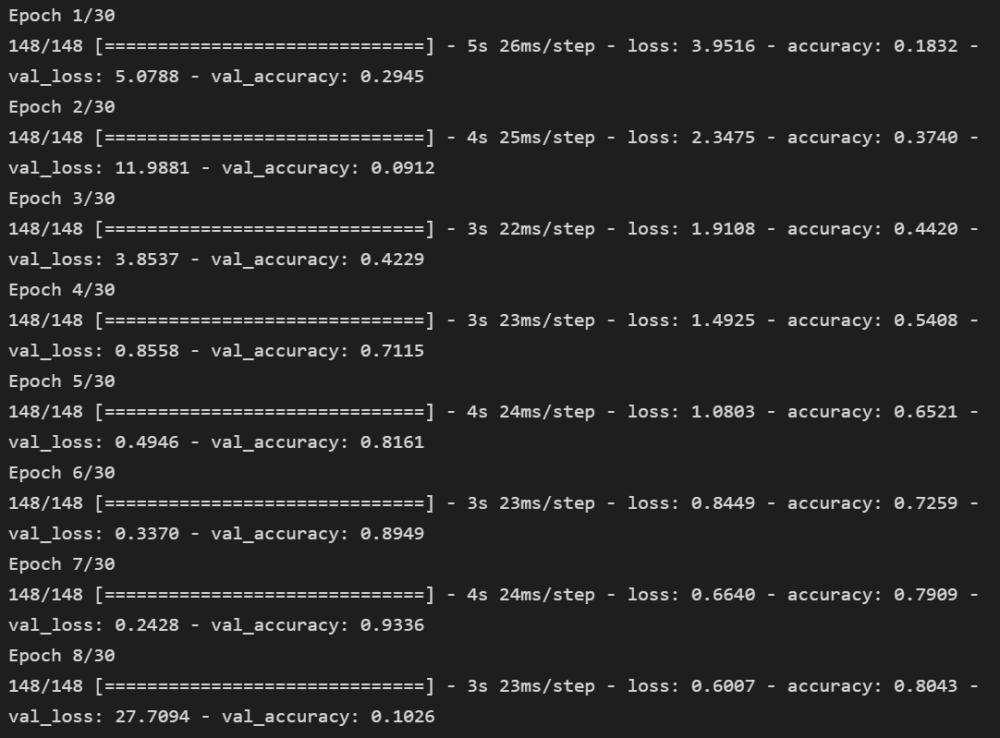 Epoch 1/30
148/148 [==============================] - 5s 26ms/step - loss: 3.9516 - accuracy: 0.1832 -
val_loss: 5.0788 - val_accuracy: 0.2945
Epoch 2/30
148/148 [==============================] - 4s 25ms/step - loss: 2.3475 - accuracy: 0.3740 -
val_loss: 11.9881 - val_accuracy: 0.0912
Epoch 3/30
148/148 [==============================] - 3s 22ms/step - loss: 1.9108 - accuracy: 0.4420 -
val_loss: 3.8537 - val_accuracy: 0.4229
Epoch 4/30
148/148 [==============================] - 3s 23ms/step - loss: 1.4925 - accuracy: 0.5408 -
val_loss: 0.8558 - val_accuracy: 0.7115
Epoch 5/30
148/148 [==============================] - 4s 24ms/step - loss: 1.0803 - accuracy: 0.6521 -
val_loss: 0.4946 - val_accuracy: 0.8161
Epoch 6/30
148/148 [==============================] - 3s 23ms/step - loss: 0.8449 - accuracy: 0.7259 -
val_loss: 0.3370 - val_accuracy: 0.8949
Epoch 7/30
148/148 [==============================] - 4s 24ms/step - loss: 0.6640 - accuracy: 0.7909 -
val_loss: 0.2428 - val_accuracy: 0.9336
Epoch 8/30
148/148 [==============================] - 3s 23ms/step - loss: 0.6007 - accuracy: 0.8043 -
val_loss: 27.7094 - val_accuracy: 0.1026